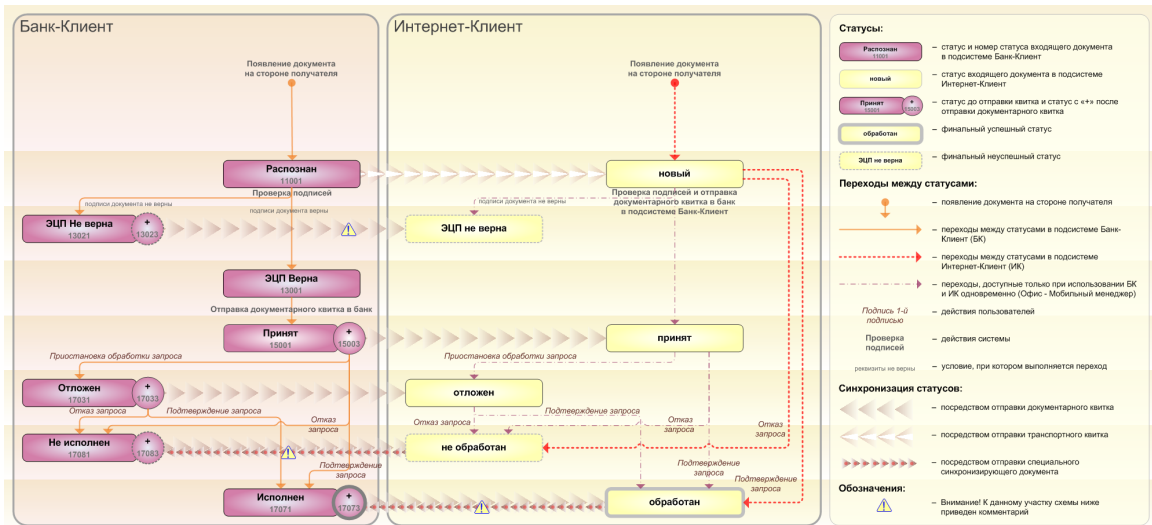 Банк-Клиент
Появление документа
на стороне получателя
Распознан
11001
Проверка подписей
подписи документа не верны
подписи документа верны
ЭЦП Не верна
13021
+
13023
ЭЦП Верна
13001
Отправка документарного квитка в банк
Принят
15001
+
15003
Приостановка обработки запроса
Отложен
17031
+
17033
Отказ запроса
Подтверждение запроса
Отказ
запроса
Не исполнен
17081
+
17083
Подтверждение
запроса
Исполнен
17071
+
17073
Интернет-Клиент
Появление документа
на стороне получателя
новый
Проверка подписей и отправка
документарного квитка в банк
в подсистеме Банк-Клиент
подписи документа не верны
ЭЦП не верна
принят
Приостановка обработки запроса
отложен
Подтверждение запроса
Отказ запроса
Отказ
запроса
Отказ
запроса
не обработан
Подтверждение
запроса
Подтверждение
запроса
обработан
Статусы:
Распознан
11001
– статус и номер статуса входящего документа
в подсистеме Банк-Клиент
новый
– статус входящего документа в подсистеме
Интернет-Клиент
Принят
15001
+
15003
– статус до отправки квитка и статус с «+» после
отправки документарного квитка
обработан
– финальный успешный статус
ЭЦП не верна
– финальный неуспешный статус
Переходы между статусами:
– появление документа на стороне получателя
– переходы между статусами в подсистеме Банк-
Клиент (БК)
– переходы между статусами в подсистеме
Интернет-Клиент (ИК)
– переходы, доступные только при использовании БК
и ИК одновременно (Офис - Мобильный менеджер)
Подпись 1-й
подписью
– действия пользователей
Проверка
подписей
– действия системы
реквизиты не верны
– условие, при котором выполняется переход
Синхронизация статусов:
– посредством отправки документарного квитка
– посредством отправки транспортного квитка
– посредством отправки специального
синхронизирующего документа
Обозначения:
– Внимание! К данному участку схемы ниже
приведен комментарий